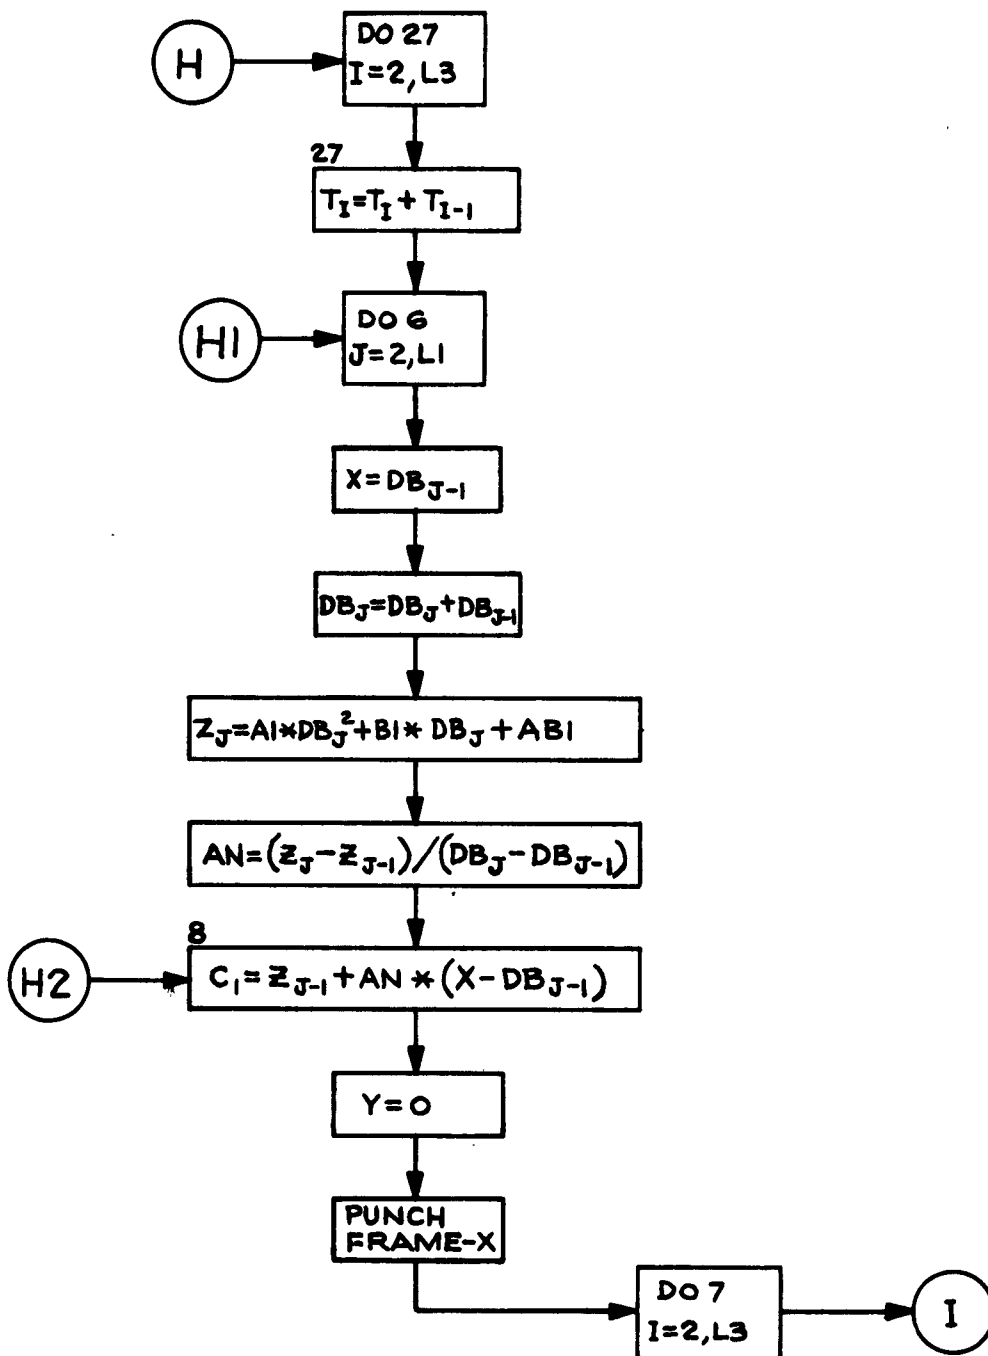 H
DO 27
I=2, L3
27
T_I=T_I + T_I-1
H1
DO 6
J=2, L1
X=DB_J-1
DB_J=DB_J+DB_J-1
Z_J=A1*DB_J^2+B1* DB_J+AB1
AN=(Z_J-Z_J-1)/(DB_J-DB_J-1)
8
H2
C_1=Z_J-1+AN*(X-DB_J-1)
Y=0
PUNCH
FRAME-X
DO 7
I=2, L3
I